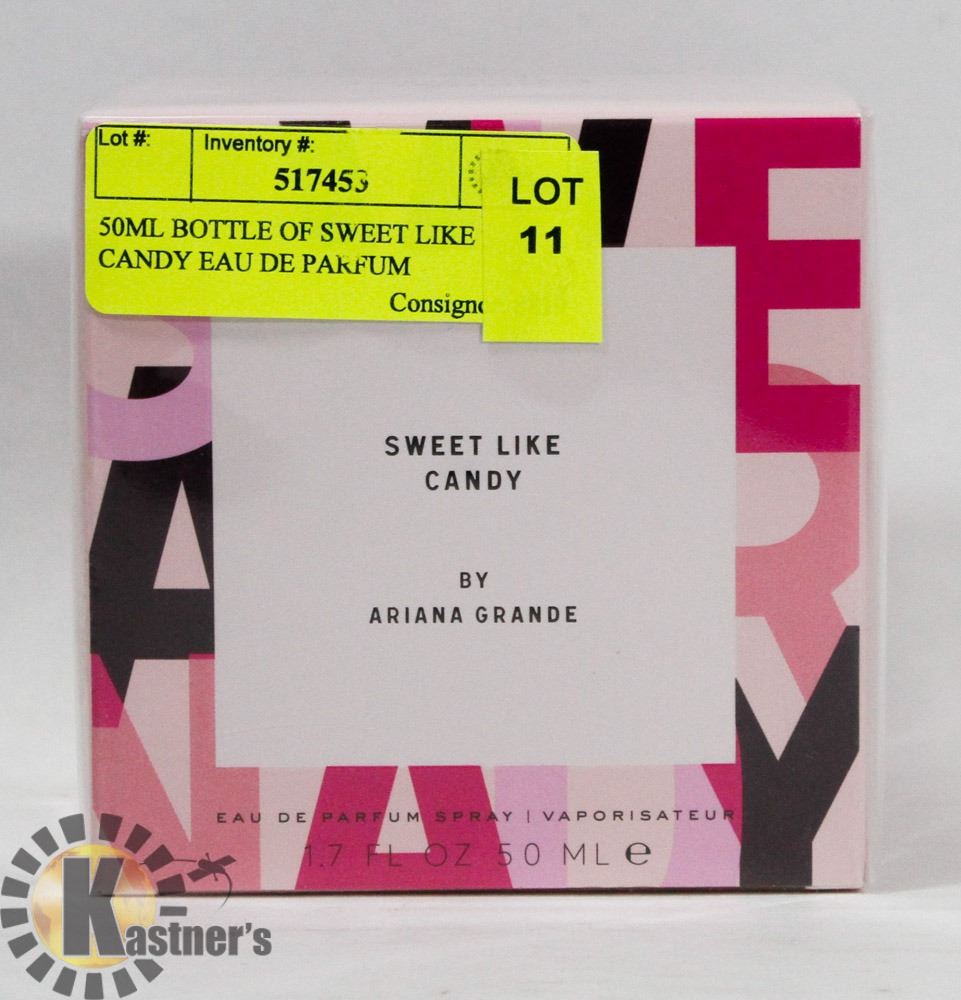 Lot #:
Inventory #:
517453
LOT
11
50ML BOTTLE OF SWEET LIKE
CANDY EAU DE PARFUM
SWEET LIKE
CANDY
BY
ARIANA GRANDE
EAU DE PARFUM SPRAY | VAPORISATEUR
1.7 FL OZ 50 ML e
Kastner's